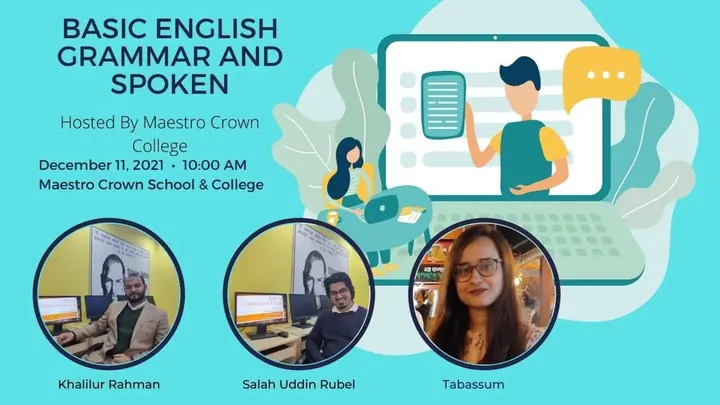 BASIC ENGLISH
GRAMMAR AND
SPOKEN
Hosted By Maestro Crown
College
December 11, 2021 • 10:00 AM
Maestro Crown School & College
Khalilur Rahman
Salah Uddin Rubel
Tabassum